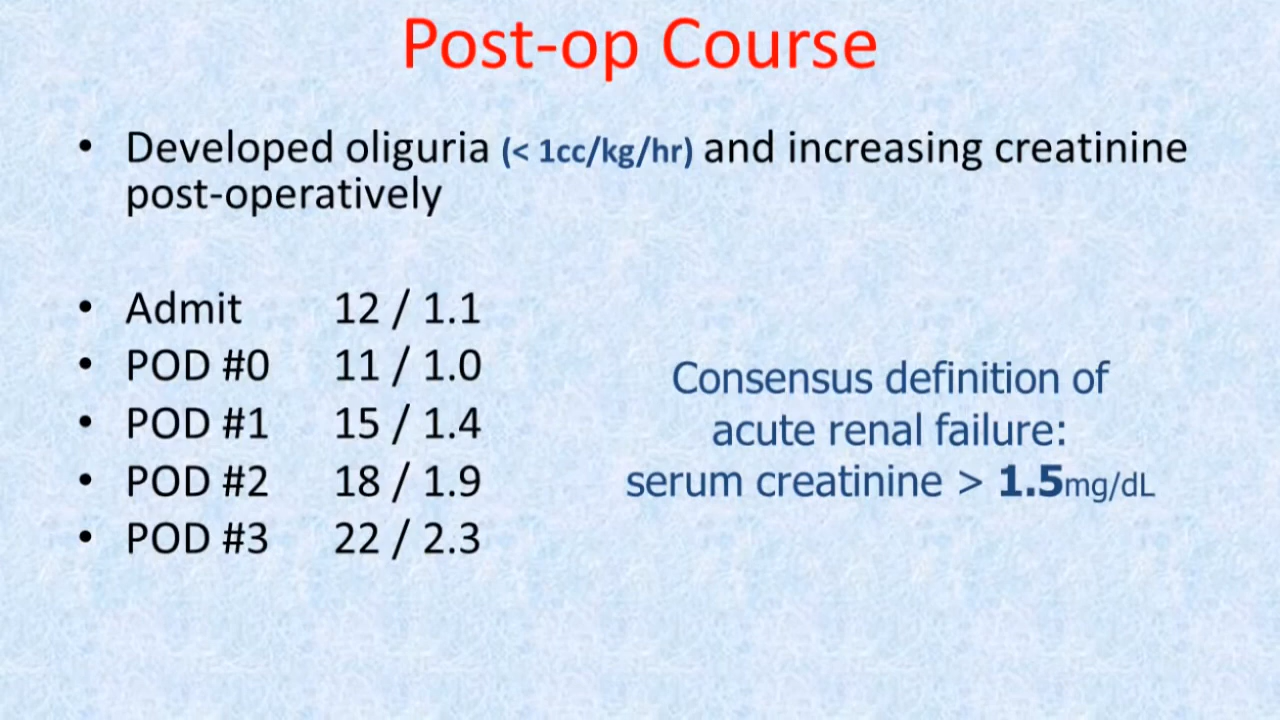 Post-op Course
• Developed oliguria (< 1cc/kg/hr) and increasing creatinine
post-operatively
• Admit 12 / 1.1
• POD #0 11 / 1.0
• POD #1 15 / 1.4
• POD #2 18 / 1.9
• POD #3 22 / 2.3
Consensus definition of
acute renal failure:
serum creatinine > 1.5mg/dL